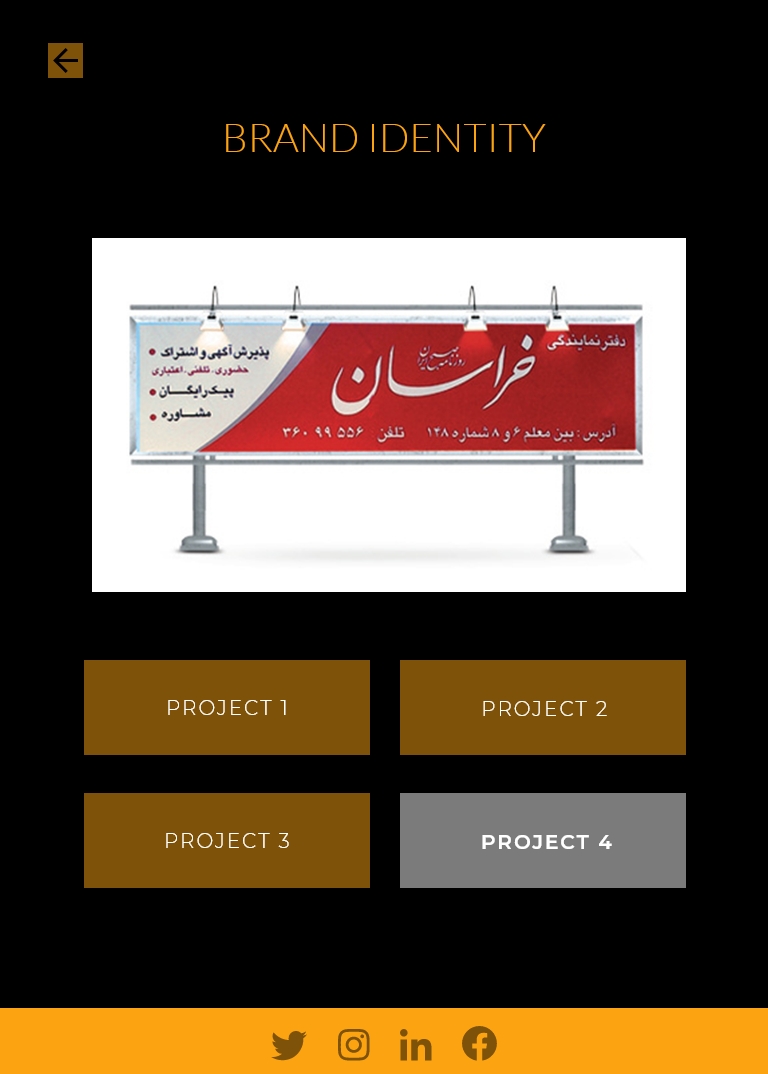 BRAND IDENTITY
دفتر نمایندگی
روزنامه صبح ایران
خراسان
آدرس : بین معلم ۶ و ۸ شماره ۱۴۸ تلفن ۵۵۶ ۹۹ ۳۶۰
پذیرش آگهی و اشتراک
حضوری . تلفنی . اعتباری
پیک رایگان
مشاوره
PROJECT 1
PROJECT 2
PROJECT 3
PROJECT 4